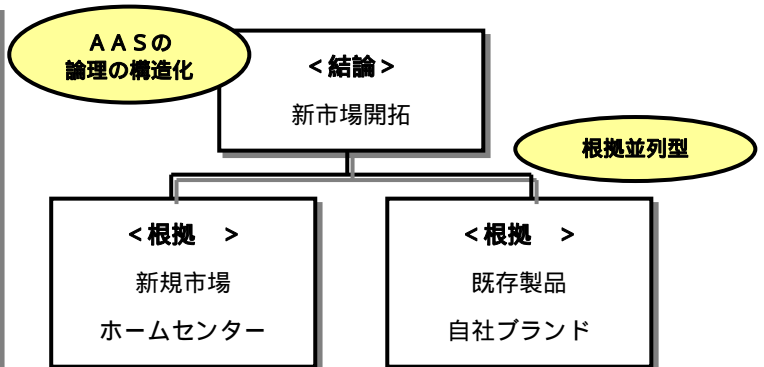 ＡＡＳの
論理の構造化
＜結論＞
新市場開拓
根拠並列型
＜根拠　＞
新規市場
ホームセンター
＜根拠　＞
既存製品
自社ブランド